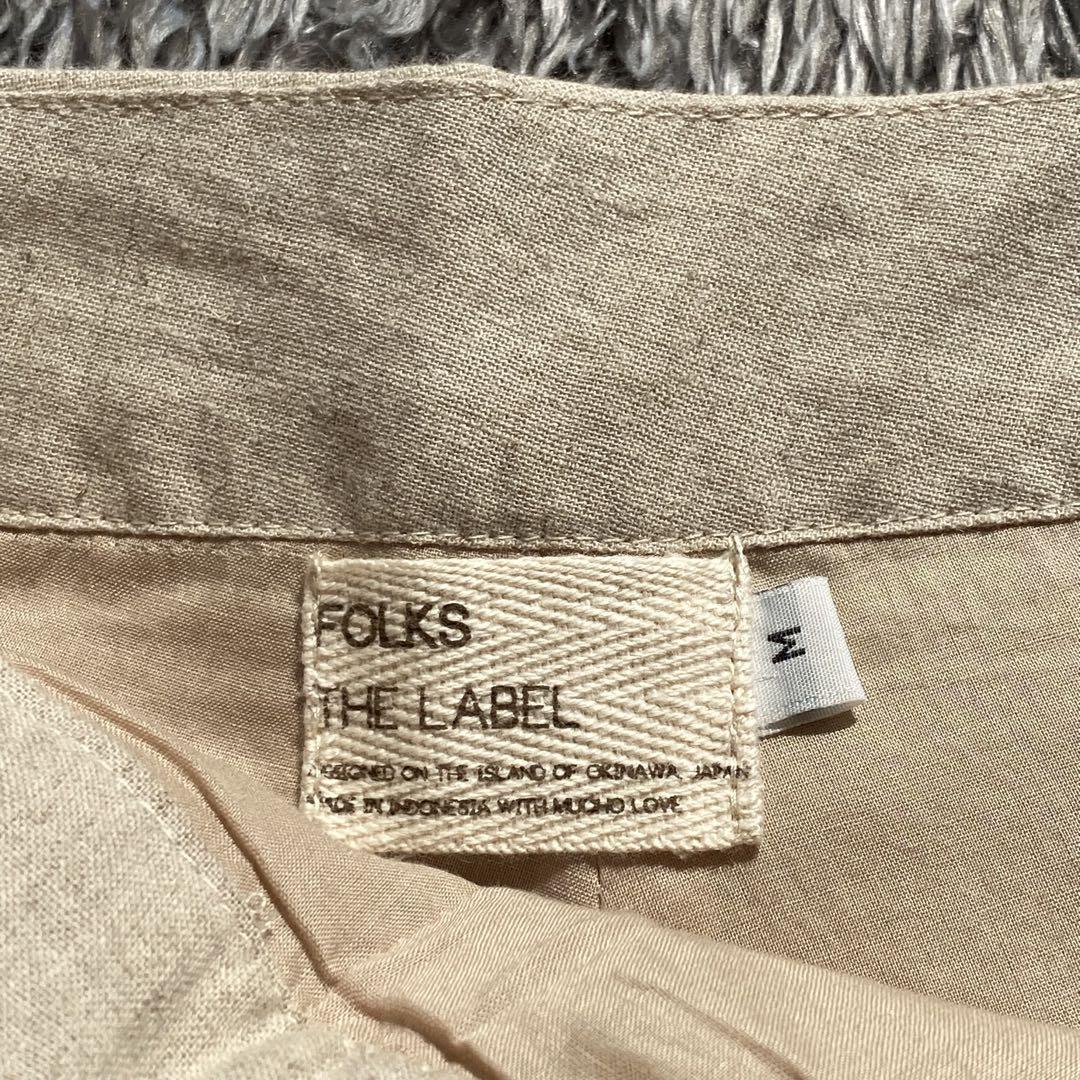 FOLKS
THE LABEL
DESIGNED ON THE ISLAND OF OKINAWA, JAPAN
MADE IN INDONESIA WITH MUCHO LOVE
M